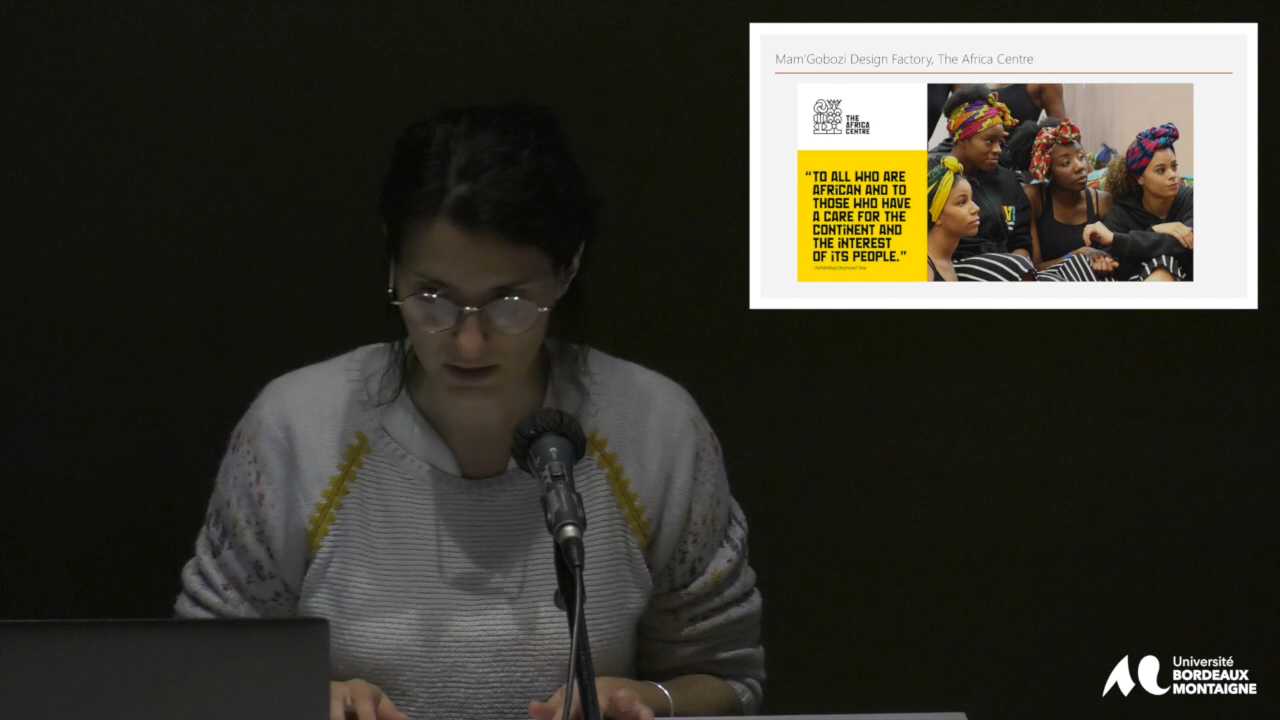 Mam'Gobozi Design Factory, The Africa Centre
THE
AFRICA
CENTRE
“TO ALL WHO ARE
AFRICAN AND TO
THOSE WHO HAVE
A CARE FOR THE
CONTINENT AND
THE INTEREST
OF ITS PEOPLE.”
Université
BORDEAUX
MONTAIGNE